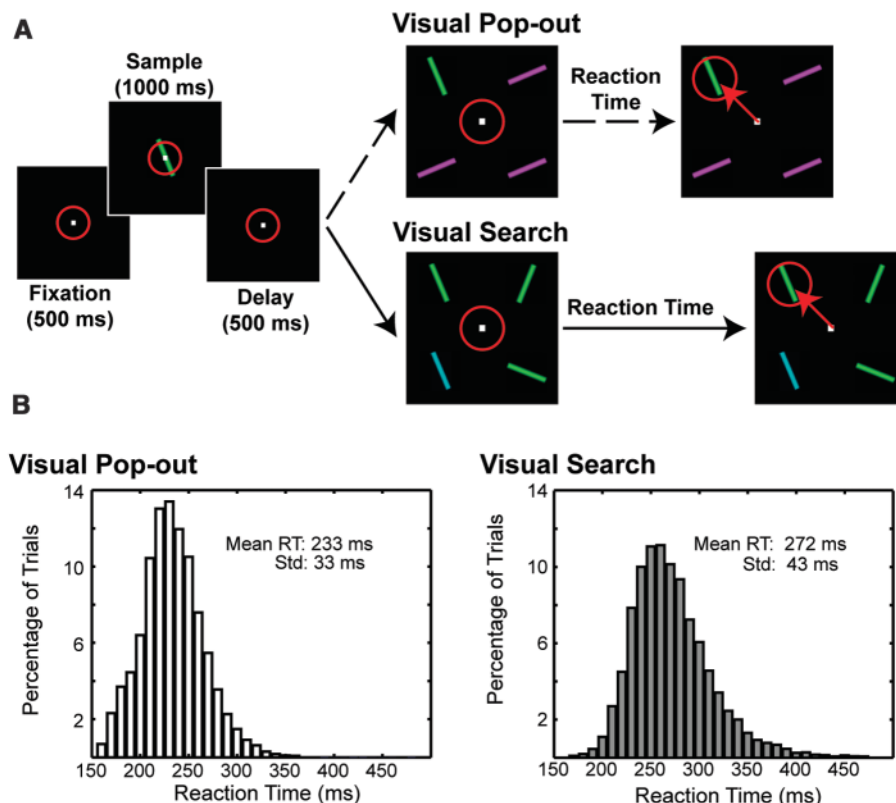 A
Sample
(1000 ms)
Fixation
(500 ms)
Delay
(500 ms)
Visual Pop-out
Reaction
Time
Visual Search
Reaction Time
B
Visual Pop-out
Percentage of Trials
14
10
6
2
Mean RT: 233 ms
Std: 33 ms
150 200 250 300 350 400 450
Reaction Time (ms)
Visual Search
Percentage of Trials
14
10
6
2
Mean RT: 272 ms
Std: 43 ms
150 200 250 300 350 400 450
Reaction Time (ms)